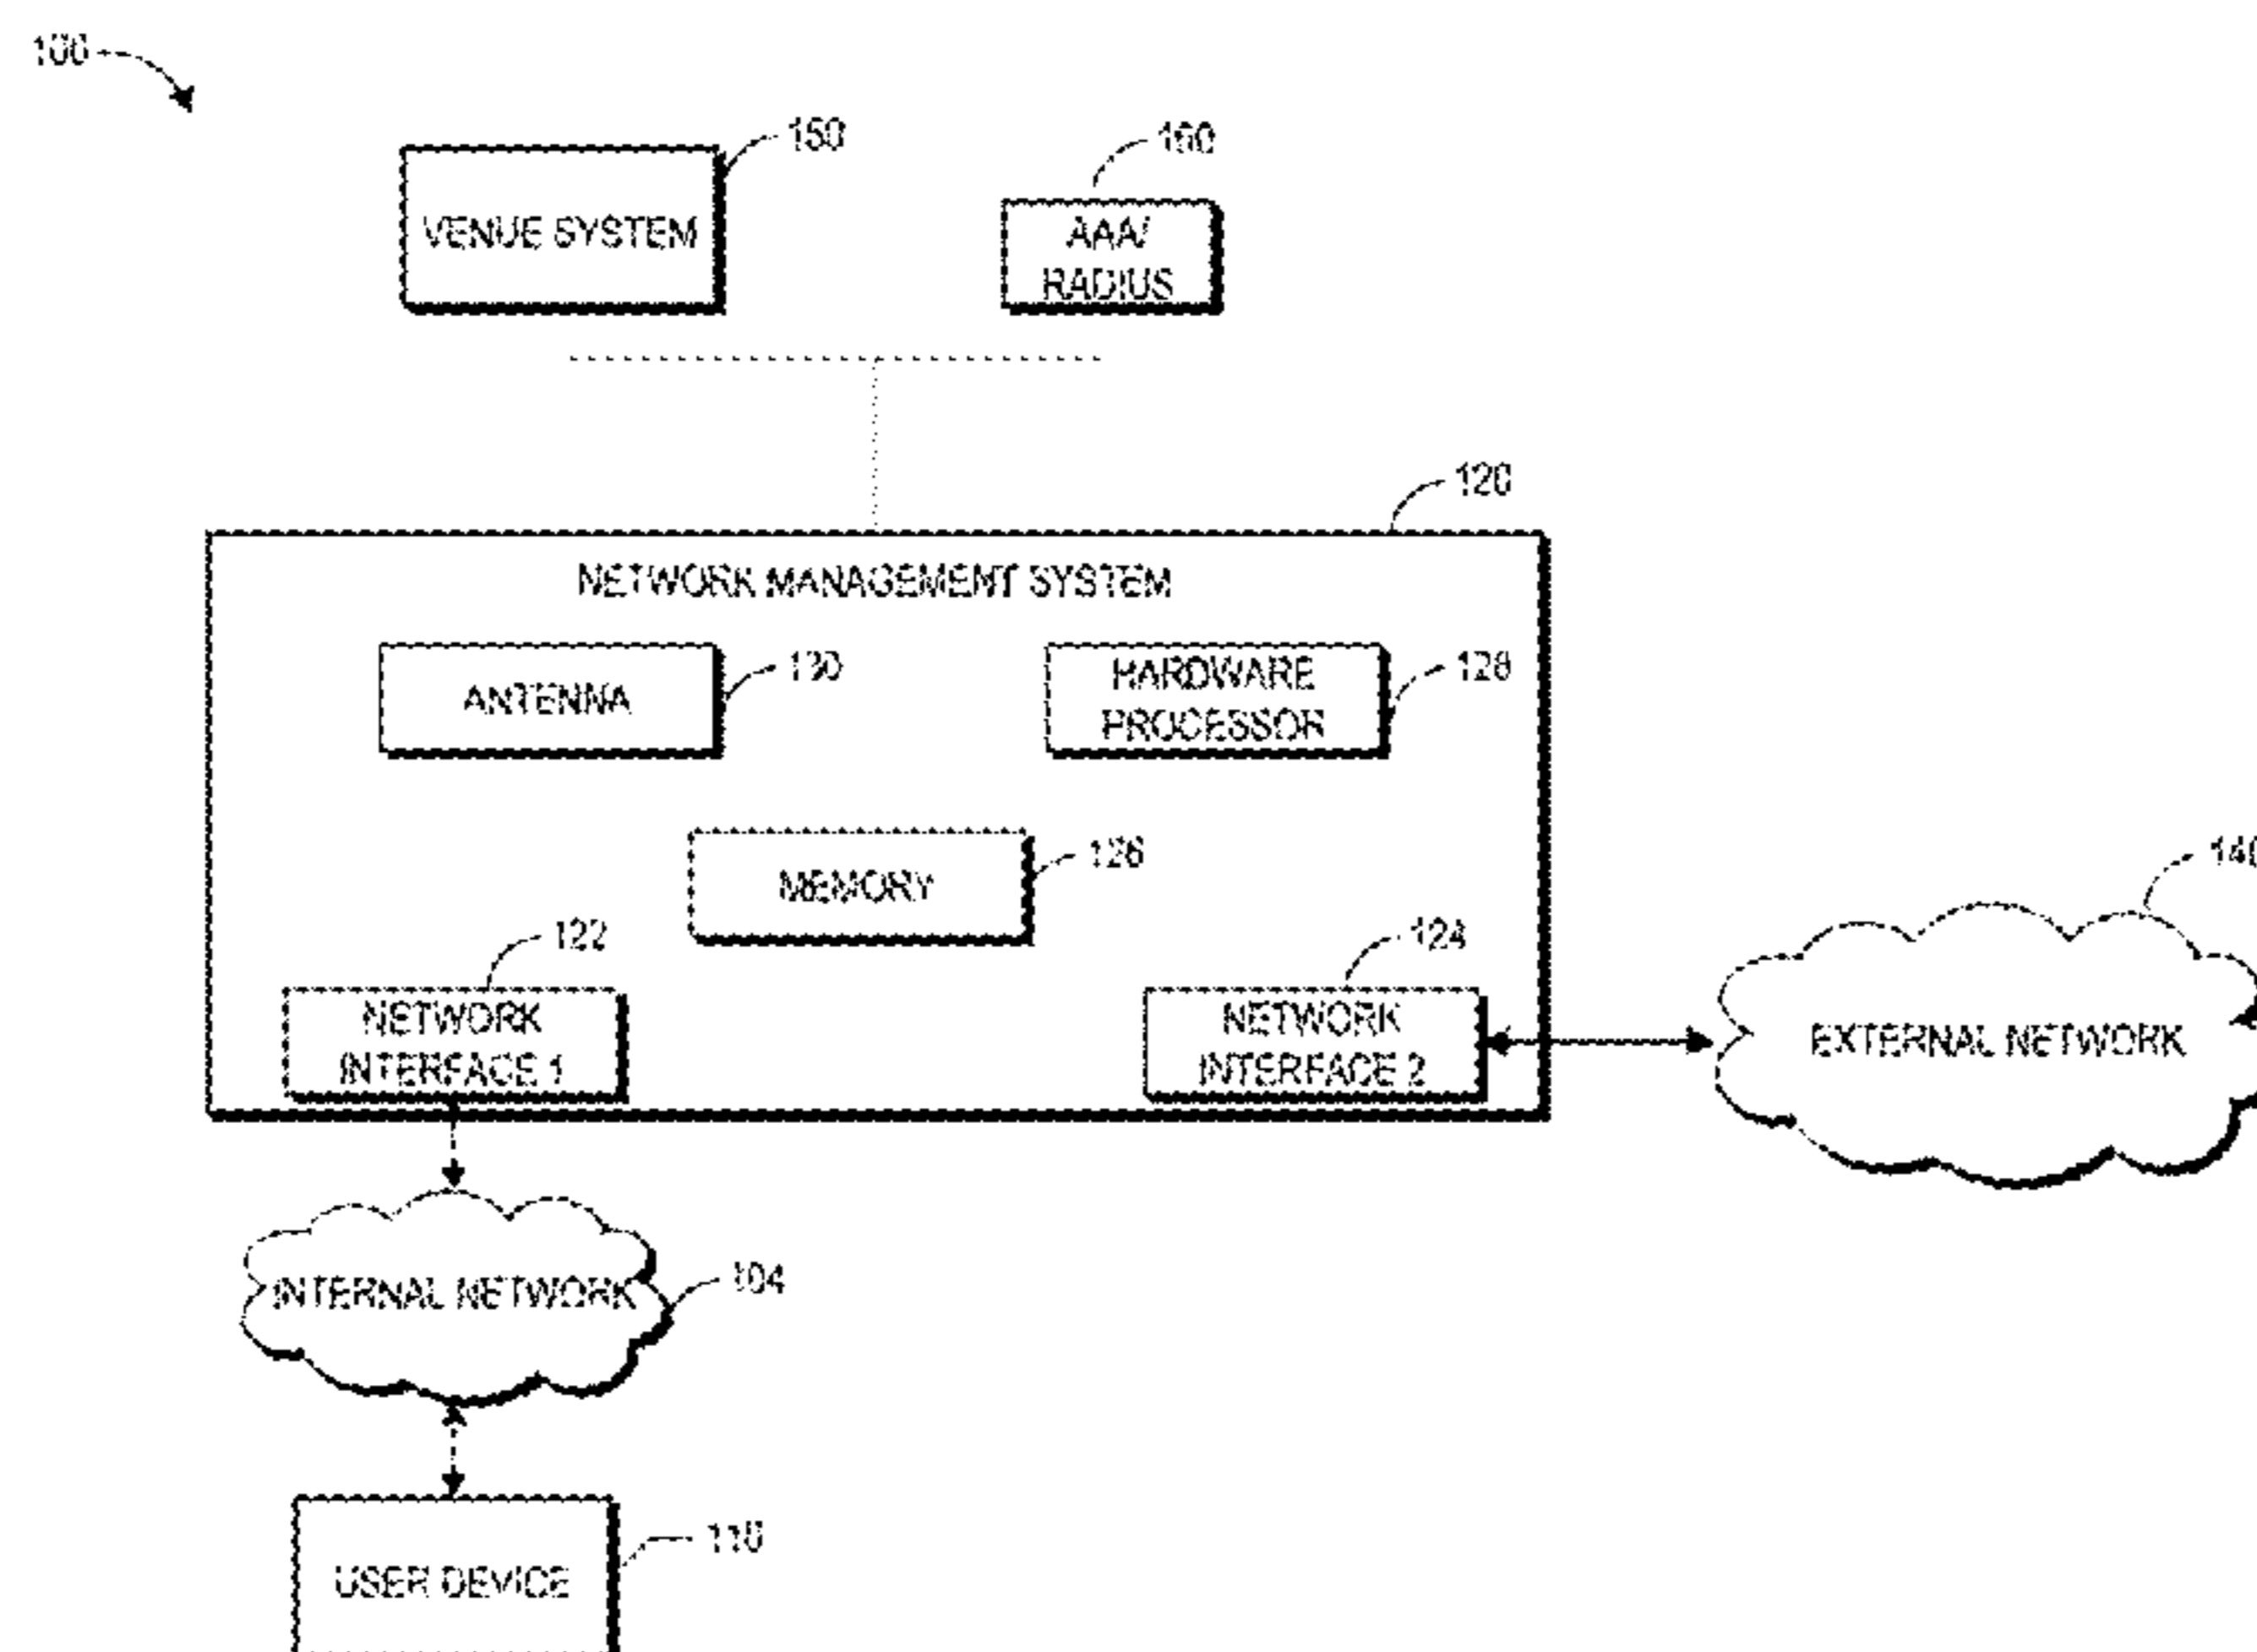 100
150
160
VENUE SYSTEM
AAA/
RADIUS
120
NETWORK MANAGEMENT SYSTEM
130
128
ANTENNA
HARDWARE
PROCESSOR
126
MEMORY
140
122
124
NETWORK
INTERFACE 1
NETWORK
INTERFACE 2
EXTERNAL NETWORK
INTERNAL NETWORK
104
110
USER DEVICE